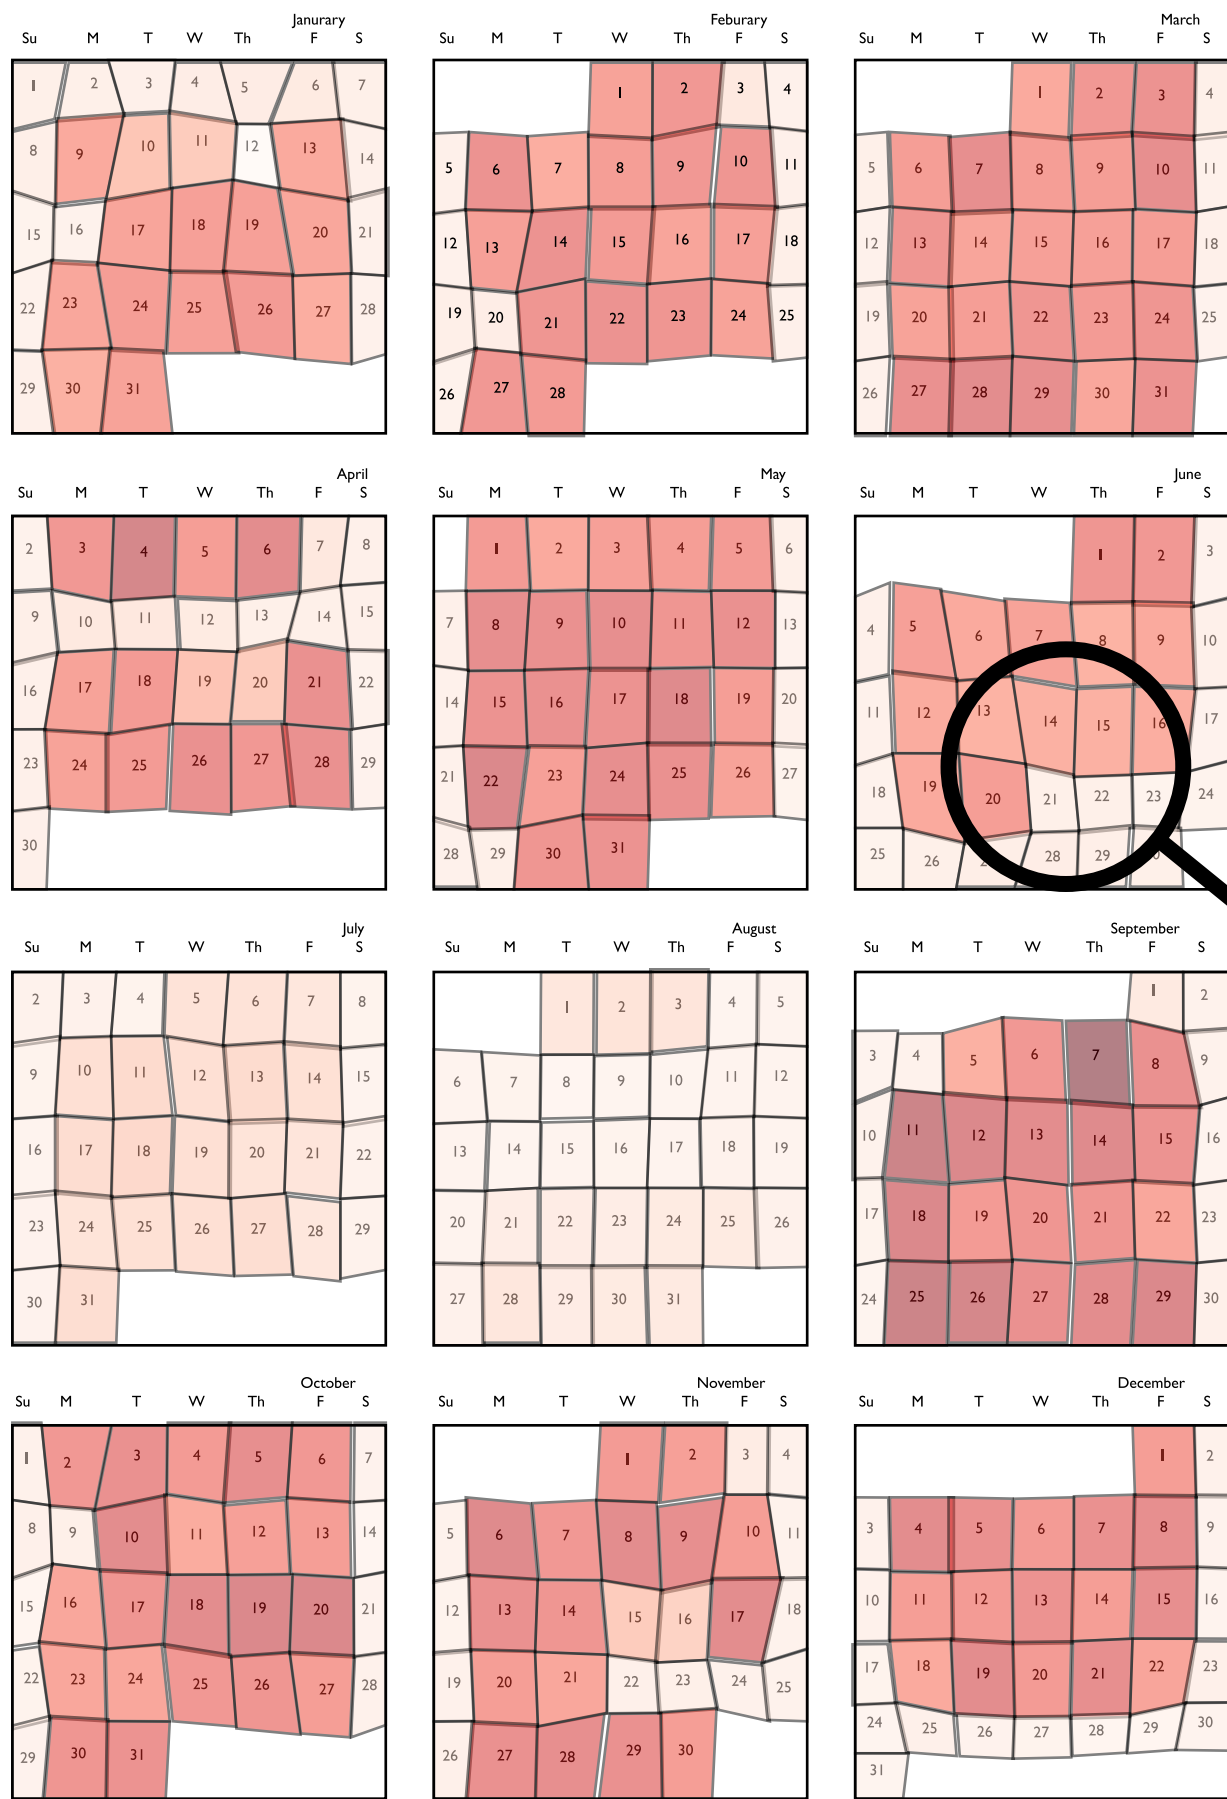 Janurary
Su M T W Th F S
1 2 3 4 5 6 7
8 9 10 11 12 13 14
15 16 17 18 19 20 21
22 23 24 25 26 27 28
29 30 31
Feburary
Su M T W Th F S
1 2 3 4
5 6 7 8 9 10 11
12 13 14 15 16 17 18
19 20 21 22 23 24 25
26 27 28
March
Su M T W Th F S
1 2 3 4
5 6 7 8 9 10 11
12 13 14 15 16 17 18
19 20 21 22 23 24 25
26 27 28 29 30 31
April
Su M T W Th F S
2 3 4 5 6 7 8
9 10 11 12 13 14 15
16 17 18 19 20 21 22
23 24 25 26 27 28 29
30
May
Su M T W Th F S
1 2 3 4 5 6
7 8 9 10 11 12 13
14 15 16 17 18 19 20
21 22 23 24 25 26 27
28 29 30 31
June
Su M T W Th F S
1 2 3
4 5 6 7 8 9 10
11 12 13 14 15 16 17
18 19 20 21 22 23 24
25 26 28 29
July
Su M T W Th F S
2 3 4 5 6 7 8
9 10 11 12 13 14 15
16 17 18 19 20 21 22
23 24 25 26 27 28 29
30 31
August
Su M T W Th F S
1 2 3 4 5
6 7 8 9 10 11 12
13 14 15 16 17 18 19
20 21 22 23 24 25 26
27 28 29 30 31
September
Su M T W Th F S
1 2
3 4 5 6 7 8 9
10 11 12 13 14 15 16
17 18 19 20 21 22 23
24 25 26 27 28 29 30
October
Su M T W Th F S
1 2 3 4 5 6 7
8 9 10 11 12 13 14
15 16 17 18 19 20 21
22 23 24 25 26 27 28
29 30 31
November
Su M T W Th F S
1 2 3 4
5 6 7 8 9 10 11
12 13 14 15 16 17 18
19 20 21 22 23 24 25
26 27 28 29 30
December
Su M T W Th F S
1 2
3 4 5 6 7 8 9
10 11 12 13 14 15 16
17 18 19 20 21 22 23
24 25 26 27 28 29 30
31